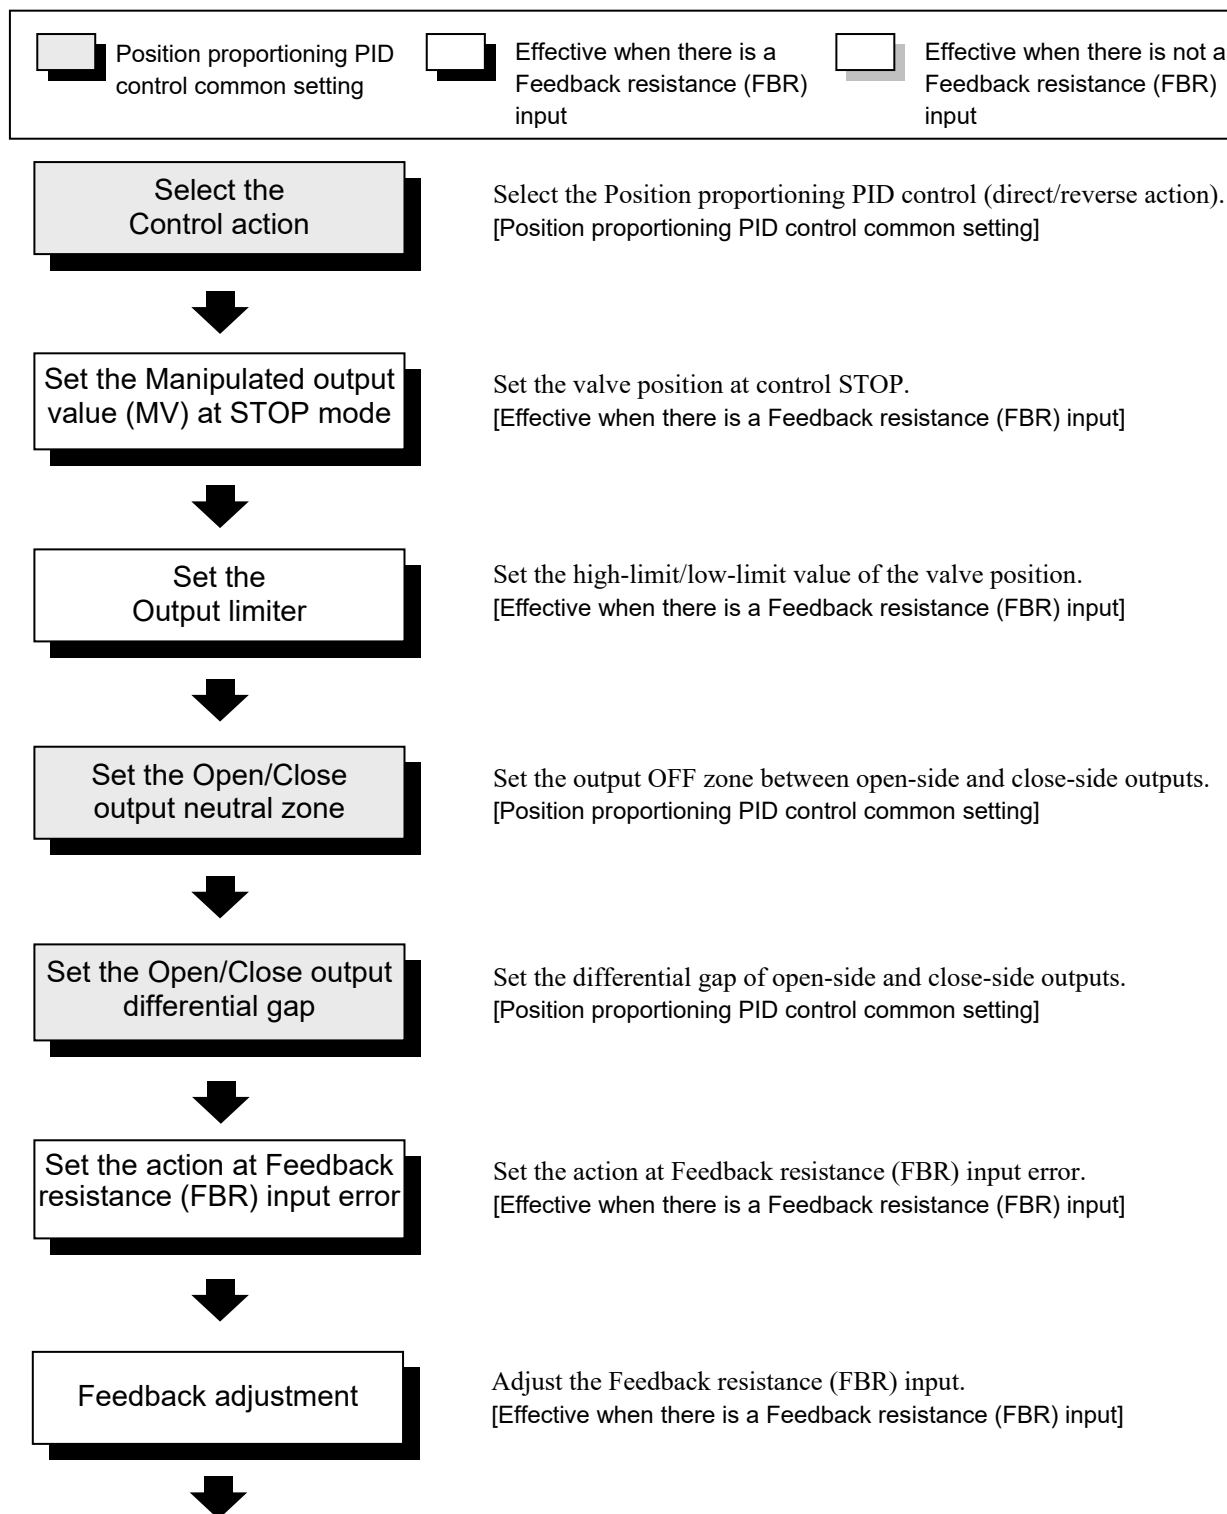 Position proportioning PID
control common setting
Effective when there is a
Feedback resistance (FBR)
input
Effective when there is not a
Feedback resistance (FBR)
input
Select the
Control action
Select the Position proportioning PID control (direct/reverse action).
[Position proportioning PID control common setting]
Set the Manipulated output
value (MV) at STOP mode
Set the valve position at control STOP.
[Effective when there is a Feedback resistance (FBR) input]
Set the
Output limiter
Set the high-limit/low-limit value of the valve position.
[Effective when there is a Feedback resistance (FBR) input]
Set the Open/Close
output neutral zone
Set the output OFF zone between open-side and close-side outputs.
[Position proportioning PID control common setting]
Set the Open/Close output
differential gap
Set the differential gap of open-side and close-side outputs.
[Position proportioning PID control common setting]
Set the action at Feedback
resistance (FBR) input error
Set the action at Feedback resistance (FBR) input error.
[Effective when there is a Feedback resistance (FBR) input]
Feedback adjustment
Adjust the Feedback resistance (FBR) input.
[Effective when there is a Feedback resistance (FBR) input]